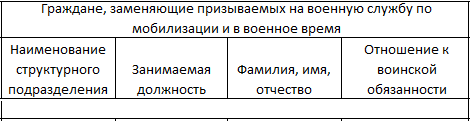 Граждане, заменяющие призываемых на военную службу по
мобилизации и в военное время
Наименование
структурного
подразделения
Занимаемая
должность
Фамилия, имя,
отчество
Отношение к
воинской
обязанности